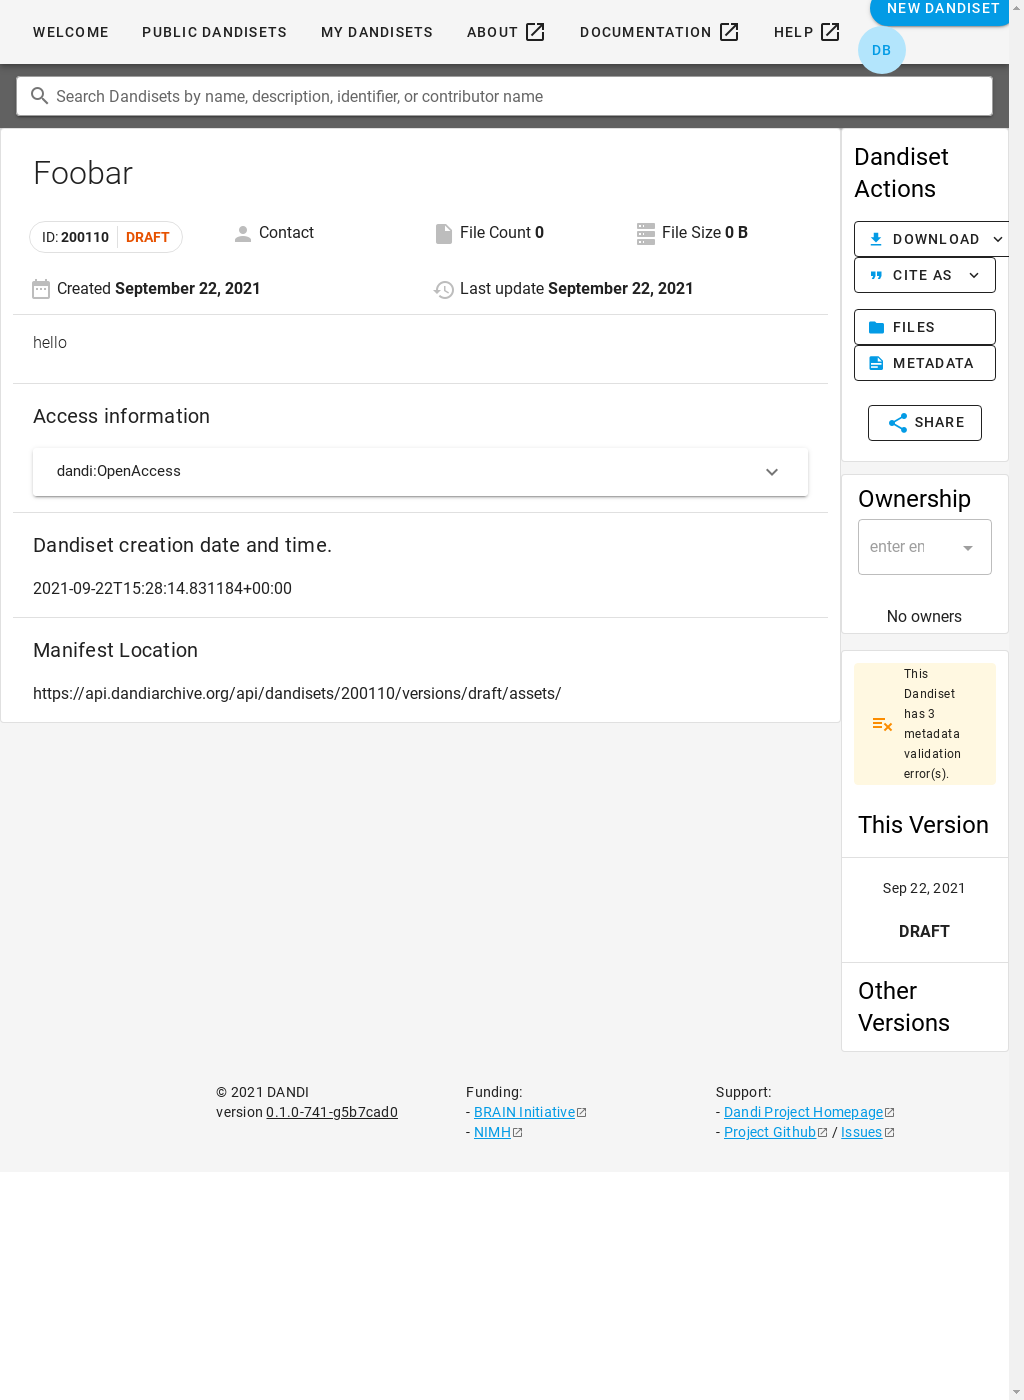 WELCOME PUBLIC DANDISETS MY DANDISETS ABOUT DOCUMENTATION HELP NEW DANDISET
DB
Search Dandisets by name, description, identifier, or contributor name
Foobar
ID: 200110 DRAFT Contact File Count 0 File Size 0 B
Created September 22, 2021 Last update September 22, 2021
hello
Access information
dandi:OpenAccess
Dandiset creation date and time.
2021-09-22T15:28:14.831184+00:00
Manifest Location
https://api.dandiarchive.org/api/dandisets/200110/versions/draft/assets/
Dandiset
Actions
DOWNLOAD
CITE AS
FILES
METADATA
SHARE
Ownership
enter en
No owners
This
Dandiset
has 3
metadata
validation
error(s).
This Version
Sep 22, 2021
DRAFT
Other
Versions
© 2021 DANDI
version 0.1.0-741-g5b7cad0
Funding:
- BRAIN Initiative
- NIMH
Support:
- Dandi Project Homepage
- Project Github / Issues